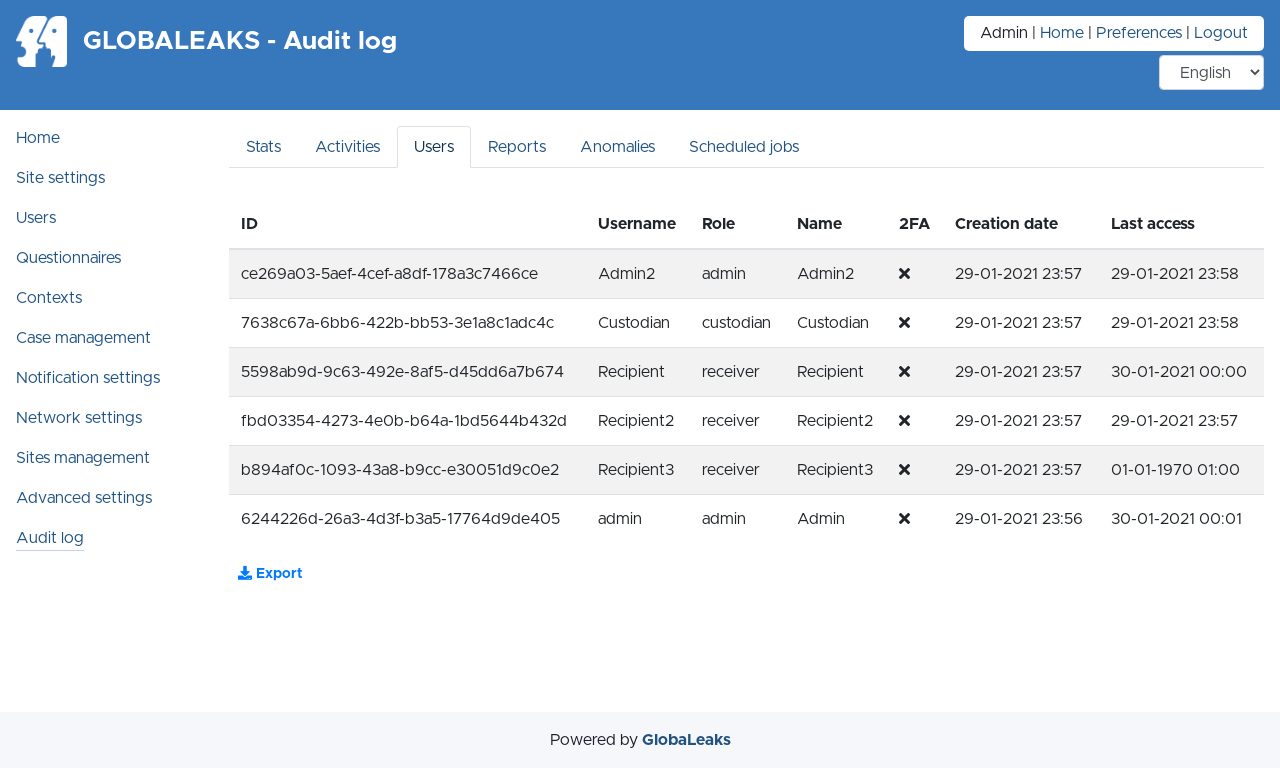 GLOBALEAKS - Audit log
Admin | Home | Preferences | Logout
English
Home
Site settings
Users
Questionnaires
Contexts
Case management
Notification settings
Network settings
Sites management
Advanced settings
Audit log
Stats Activities Users Reports Anomalies Scheduled jobs
ID Username Role Name 2FA Creation date Last access
ce269a03-5aef-4cef-a8df-178a3c7466ce Admin2 admin Admin2 29-01-2021 23:57 29-01-2021 23:58
7638c67a-6bb6-422b-bb53-3e1a8c1adc4c Custodian custodian Custodian 29-01-2021 23:57 29-01-2021 23:58
5598ab9d-9c63-492e-8af5-d45dd6a7b674 Recipient receiver Recipient 29-01-2021 23:57 30-01-2021 00:00
fbd03354-4273-4e0b-b64a-1bd5644b432d Recipient2 receiver Recipient2 29-01-2021 23:57 29-01-2021 23:57
b894af0c-1093-43a8-b9cc-e30051d9c0e2 Recipient3 receiver Recipient3 29-01-2021 23:57 01-01-1970 01:00
6244226d-26a3-4d3f-b3a5-17764d9de405 admin admin Admin 29-01-2021 23:56 30-01-2021 00:01
Export
Powered by GlobaLeaks